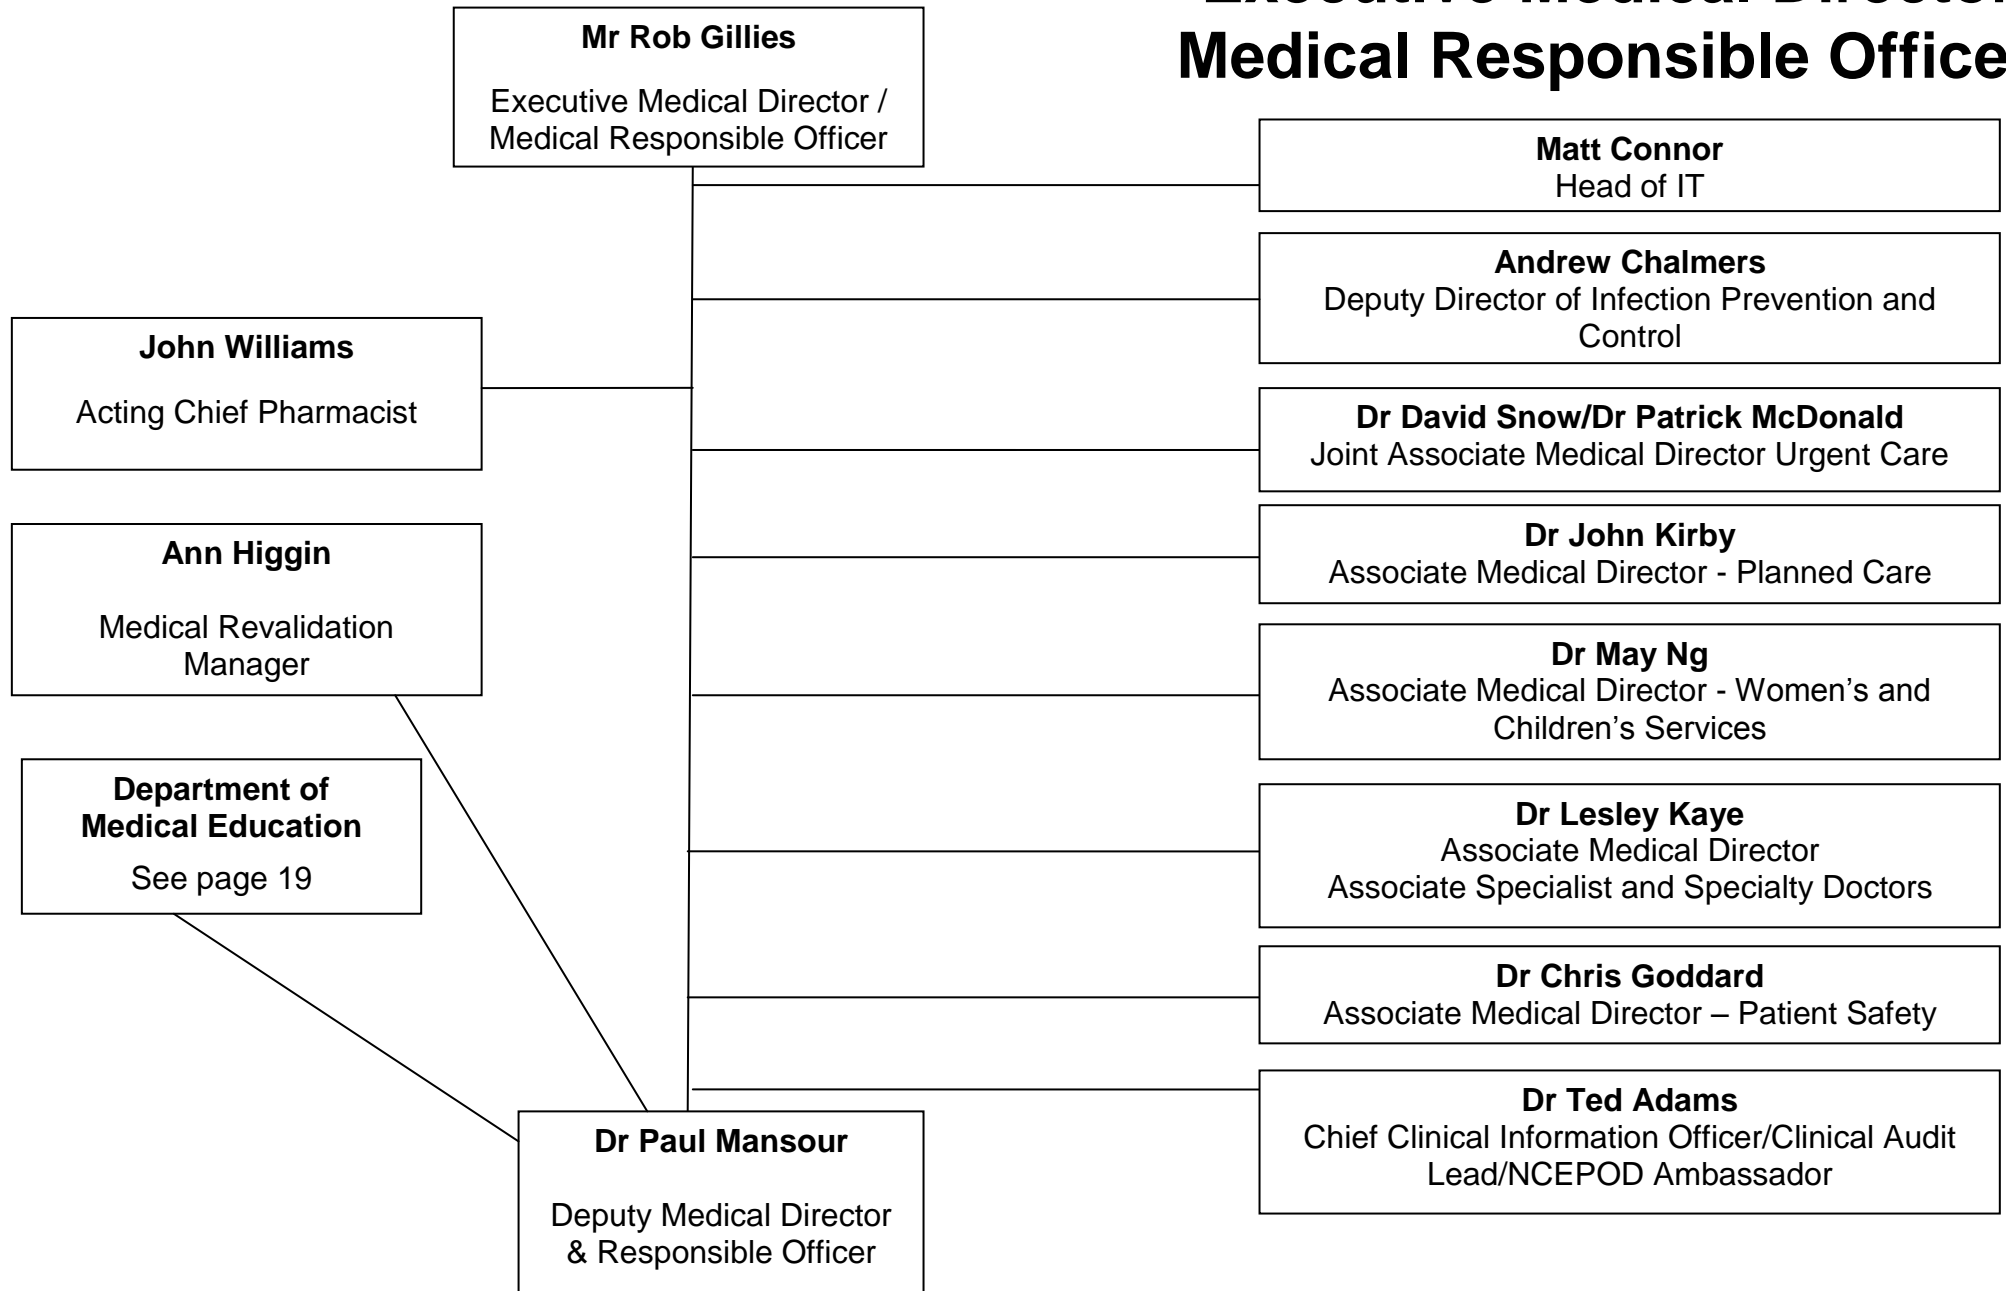 Executive Medical Director
Medical Responsible Office
Mr Rob Gillies
Executive Medical Director /
Medical Responsible Officer
Matt Connor
Head of IT
Andrew Chalmers
Deputy Director of Infection Prevention and
Control
John Williams
Acting Chief Pharmacist
Dr David Snow/Dr Patrick McDonald
Joint Associate Medical Director Urgent Care
Ann Higgin
Medical Revalidation
Manager
Dr John Kirby
Associate Medical Director - Planned Care
Dr May Ng
Associate Medical Director - Women’s and
Children’s Services
Department of
Medical Education
See page 19
Dr Lesley Kaye
Associate Medical Director
Associate Specialist and Specialty Doctors
Dr Chris Goddard
Associate Medical Director – Patient Safety
Dr Ted Adams
Chief Clinical Information Officer/Clinical Audit
Lead/NCEPOD Ambassador
Dr Paul Mansour
Deputy Medical Director
& Responsible Officer